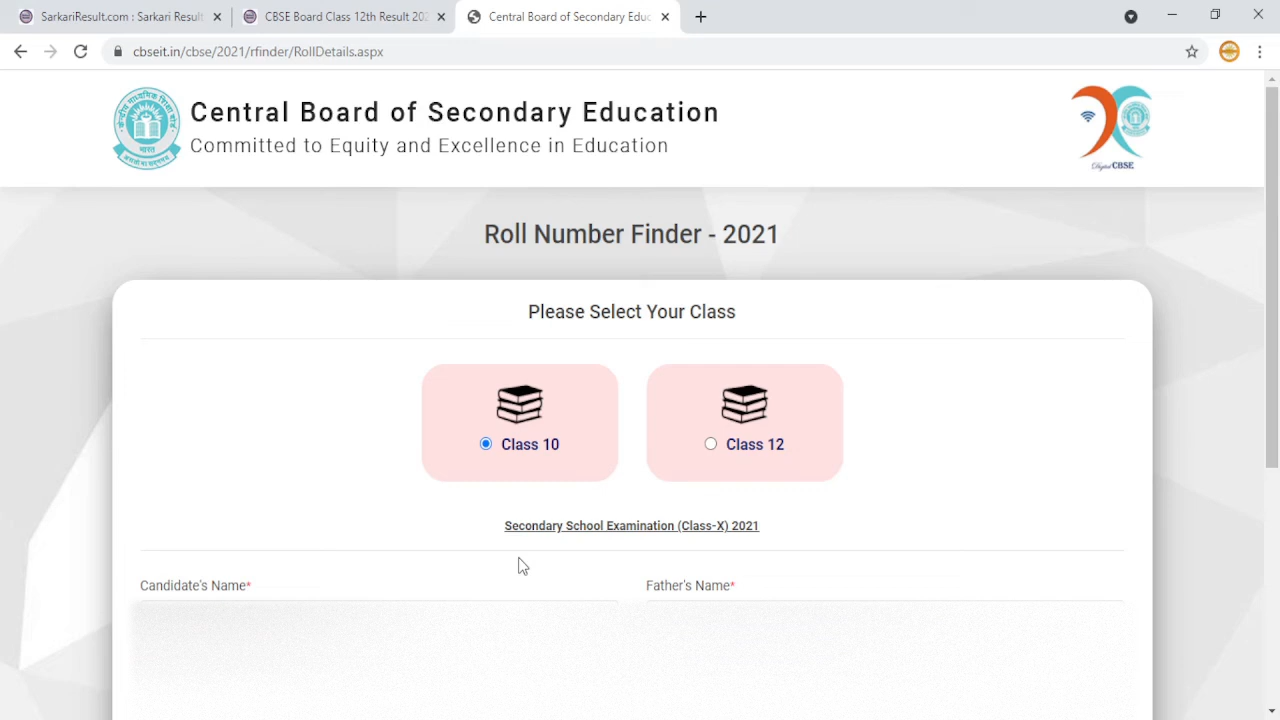 SarkariResult.com : Sarkari Result
CBSE Board Class 12th Result 202
Central Board of Secondary Educ
cbseit.in/cbse/2021/rfinder/RollDetails.aspx
Central Board of Secondary Education
Committed to Equity and Excellence in Education
भारत
Digital CBSE
Roll Number Finder - 2021
Please Select Your Class
Class 10
Class 12
Secondary School Examination (Class-X) 2021
Candidate's Name*
Father's Name*